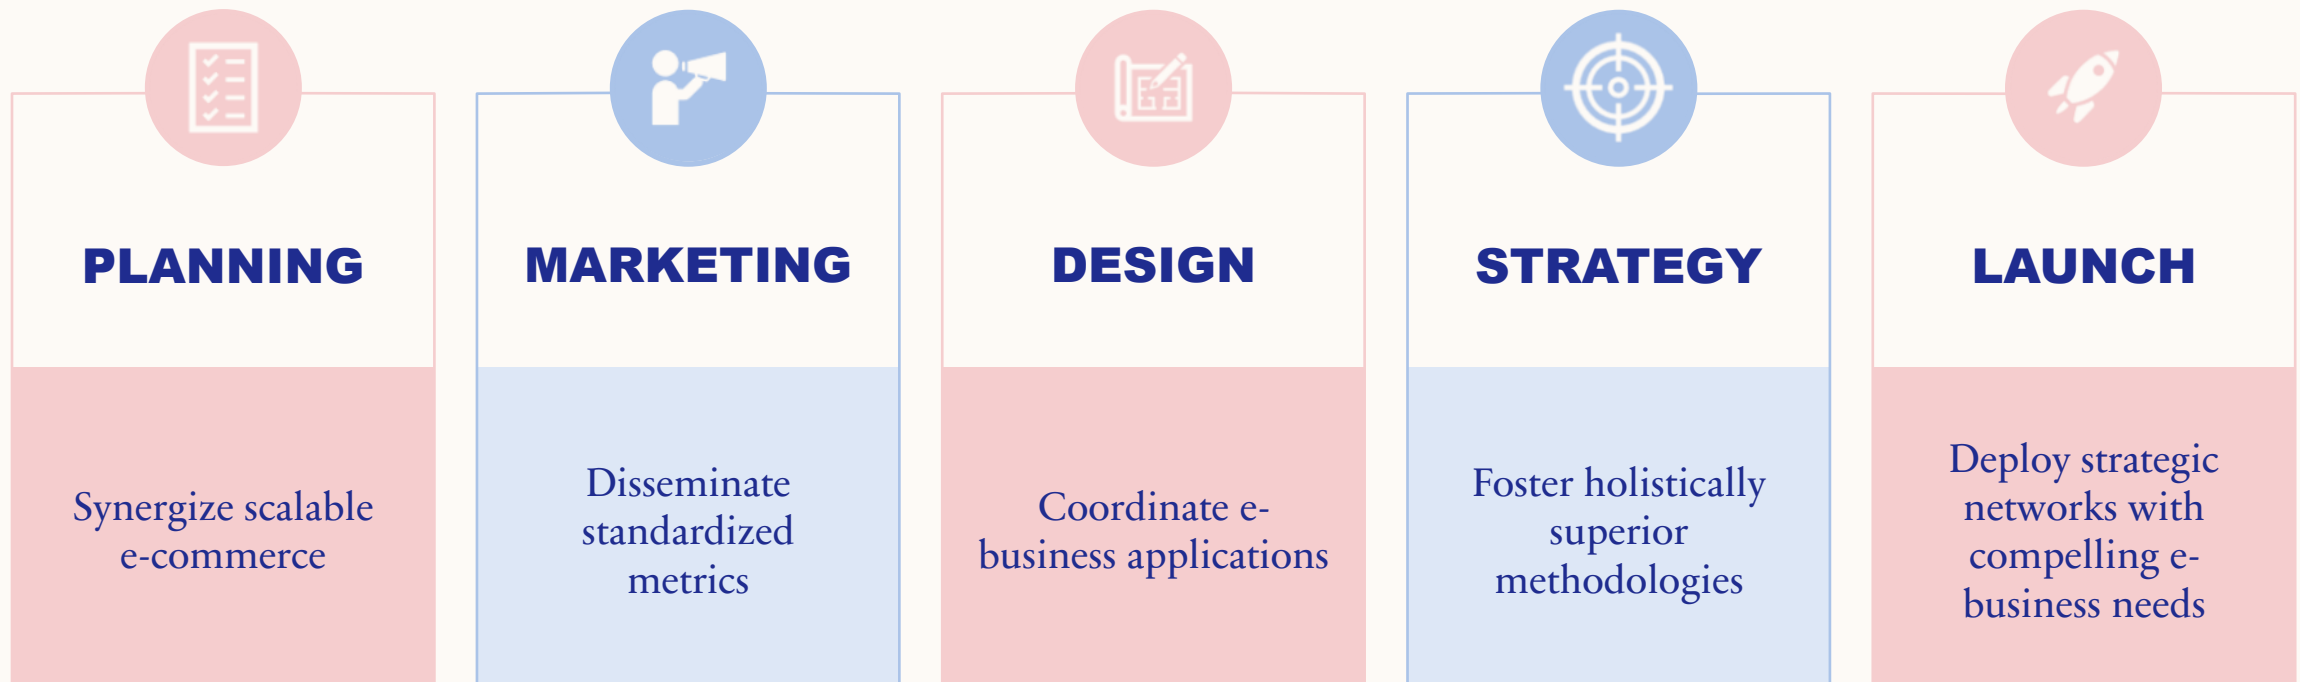 PLANNING
Synergize scalable
e-commerce
MARKETING
Disseminate
standardized
metrics
DESIGN
Coordinate e-
business applications
STRATEGY
Foster holistically
superior
methodologies
LAUNCH
Deploy strategic
networks with
compelling e-
business needs